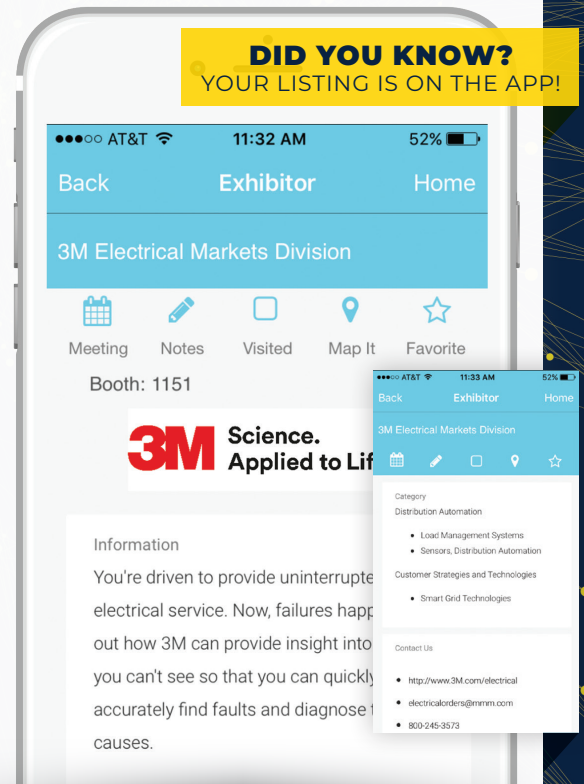 DID YOU KNOW?
YOUR LISTING IS ON THE APP!
AT&T 11:32 AM 52%
Back Exhibitor Home
3M Electrical Markets Division
Meeting Notes Visited Map It Favorite
Booth: 1151
3M Science.
Applied to Lif
Information
You're driven to provide uninterrupte
electrical service. Now, failures happ
out how 3M can provide insight into
you can't see so that you can quickly
accurately find faults and diagnose
causes.
AT&T 11:33 AM 52%
Back Exhibitor Home
3M Electrical Markets Division
Category
Distribution Automation
• Load Management Systems
• Sensors, Distribution Automation
Customer Strategies and Technologies
• Smart Grid Technologies
Contact Us
• http://www.3M.com/electrical
• electricalorders@mmm.com
• 800-245-3573